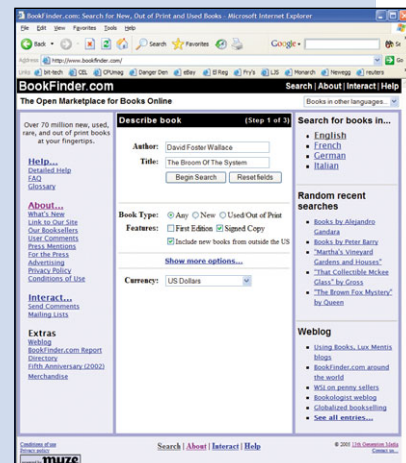 BookFinder.com: Search for New, Out of Print and Used Books - Microsoft Internet Explorer
File Edit View Favorites Tools Help
Back Search Favorites Google
Address http://www.bookfinder.com/ Go
Links bit-tech CEL CPUmag Danger Den eBay El Reg Fry's LJS Monarch Newegg reuters
BookFinder.com
Search | About | Interact | Help
The Open Marketplace for Books Online
Books in other languages...
Over 70 million new, used, rare, and out of print books at your fingertips.
Help...
Detailed Help
FAQ
Glossary
About...
What's New
Link to Our Site
Our Booksellers
User Comments
Press Mentions
For the Press
Advertising
Privacy Policy
Conditions of Use
Interact...
Send Comments
Mailing Lists
Extras
Weblog
BookFinder.com Report
Directory
Fifth Anniversary (2002)
Merchandise
Describe book (Step 1 of 3)
Author: David Foster Wallace
Title: The Broom Of The System
Begin Search Reset fields
Book Type: Any New Used/Out of Print
Features: First Edition Signed Copy
Include new books from outside the US
Show more options...
Currency: US Dollars
Search for books in...
English
French
German
Italian
Random recent searches
Books by Alejandro Gandara
Books by Peter Barry
"Martha's Vineyard Gardens and Houses"
"That Collectible Mckee Glass" by Gross
"The Brown Fox Mystery" by Queen
Weblog
Using Books, Lux Mentis blogs
BookFinder.com around the world
WSJ on penny sellers
Bookologist weblog
Globalized bookselling
See all entries...
Conditions of use
Privacy policy
Search | About | Interact | Help
© 2005 13th Generation Media
Contact us...
muze